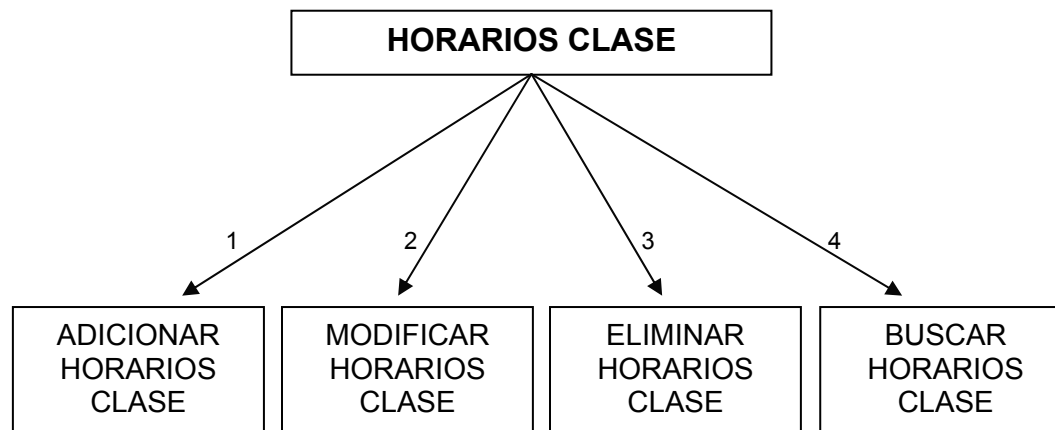 HORARIOS CLASE
1
2
3
4
ADICIONAR
HORARIOS
CLASE
MODIFICAR
HORARIOS
CLASE
ELIMINAR
HORARIOS
CLASE
BUSCAR
HORARIOS
CLASE